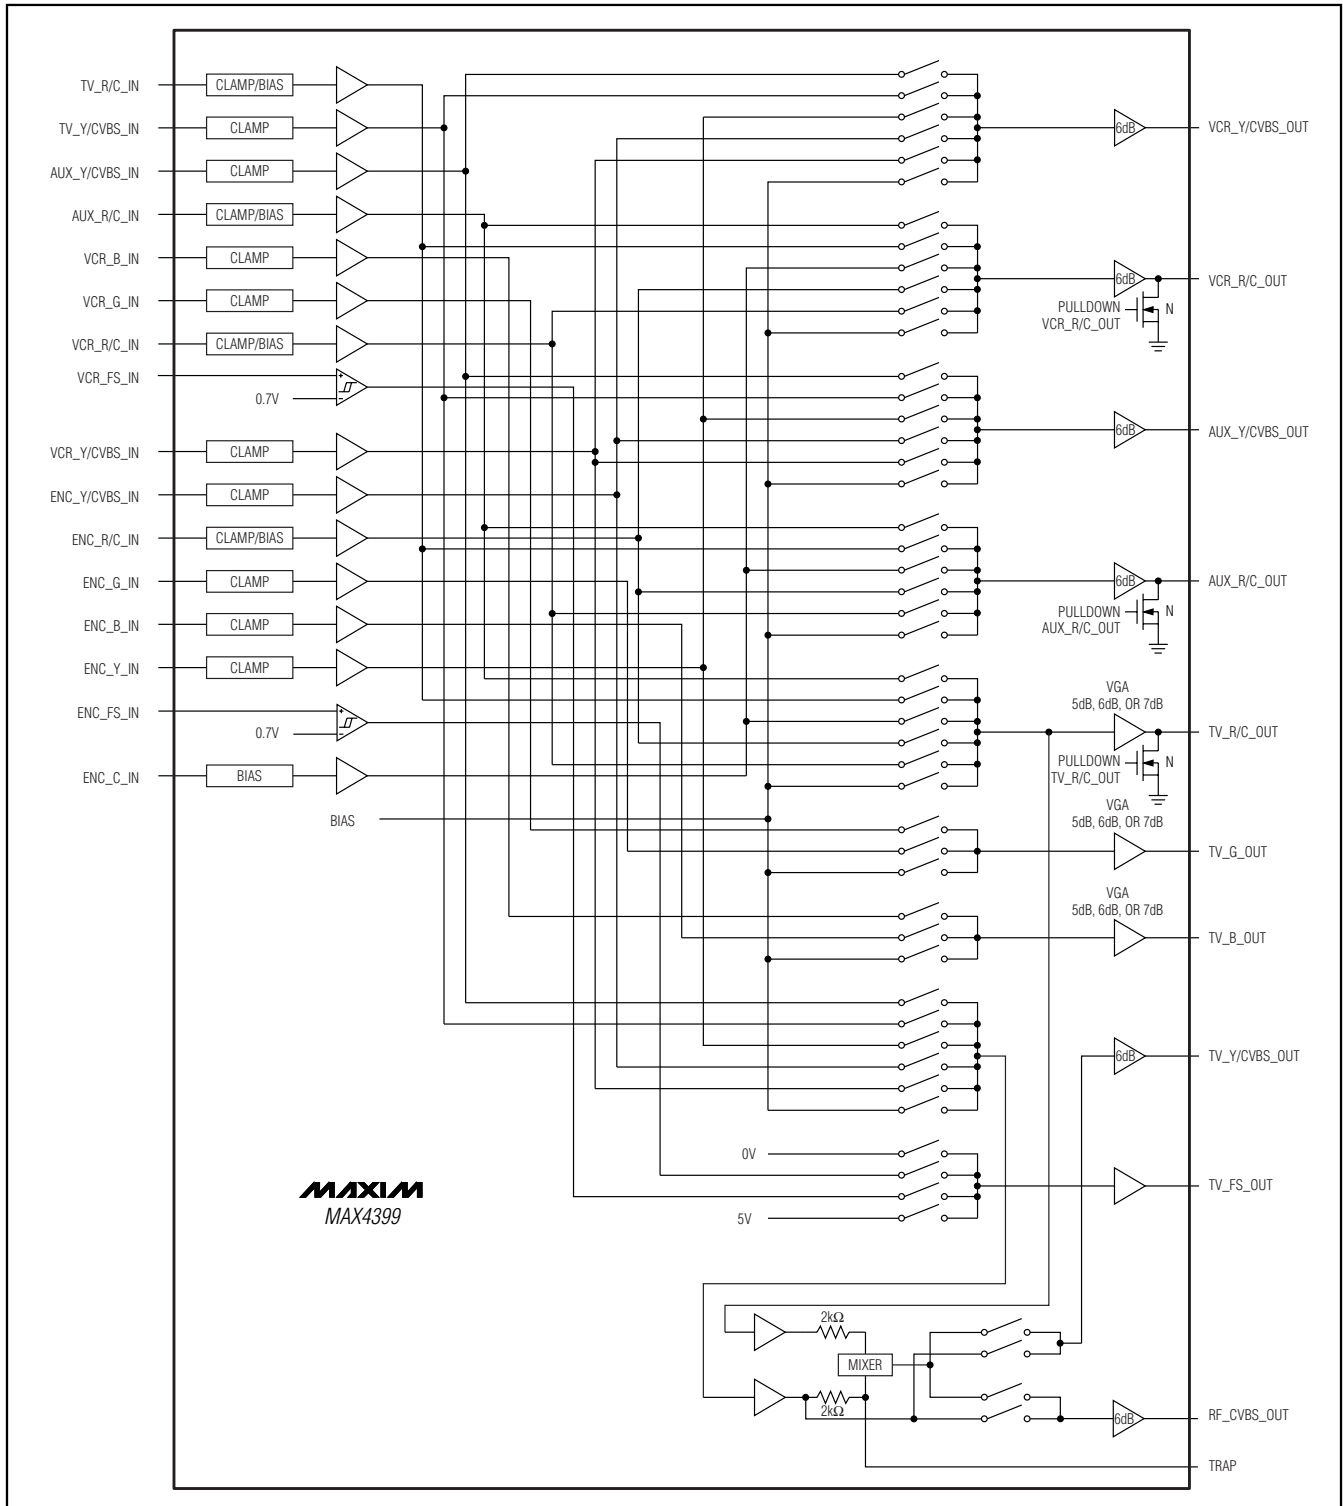 TV_R/C_IN
CLAMP/BIAS
TV_Y/CVBS_IN
CLAMP
6dB
VCR_Y/CVBS_OUT
AUX_Y/CVBS_IN
CLAMP
AUX_R/C_IN
CLAMP/BIAS
VCR_B_IN
CLAMP
6dB
VCR_R/C_OUT
VCR_G_IN
CLAMP
PULLDOWN
VCR_R/C_OUT
N
VCR_R/C_IN
CLAMP/BIAS
VCR_FS_IN
+
0.7V
−
6dB
AUX_Y/CVBS_OUT
VCR_Y/CVBS_IN
CLAMP
ENC_Y/CVBS_IN
CLAMP
ENC_R/C_IN
CLAMP/BIAS
ENC_G_IN
CLAMP
6dB
AUX_R/C_OUT
PULLDOWN
AUX_R/C_OUT
N
ENC_B_IN
CLAMP
ENC_Y_IN
CLAMP
VGA
5dB, 6dB, OR 7dB
ENC_FS_IN
+
0.7V
−
TV_R/C_OUT
PULLDOWN
TV_R/C_OUT
N
ENC_C_IN
BIAS
BIAS
VGA
5dB, 6dB, OR 7dB
TV_G_OUT
VGA
5dB, 6dB, OR 7dB
TV_B_OUT
6dB
TV_Y/CVBS_OUT
0V
TV_FS_OUT
5V
MAXIM
MAX4399
2kΩ
MIXER
2kΩ
6dB
RF_CVBS_OUT
TRAP